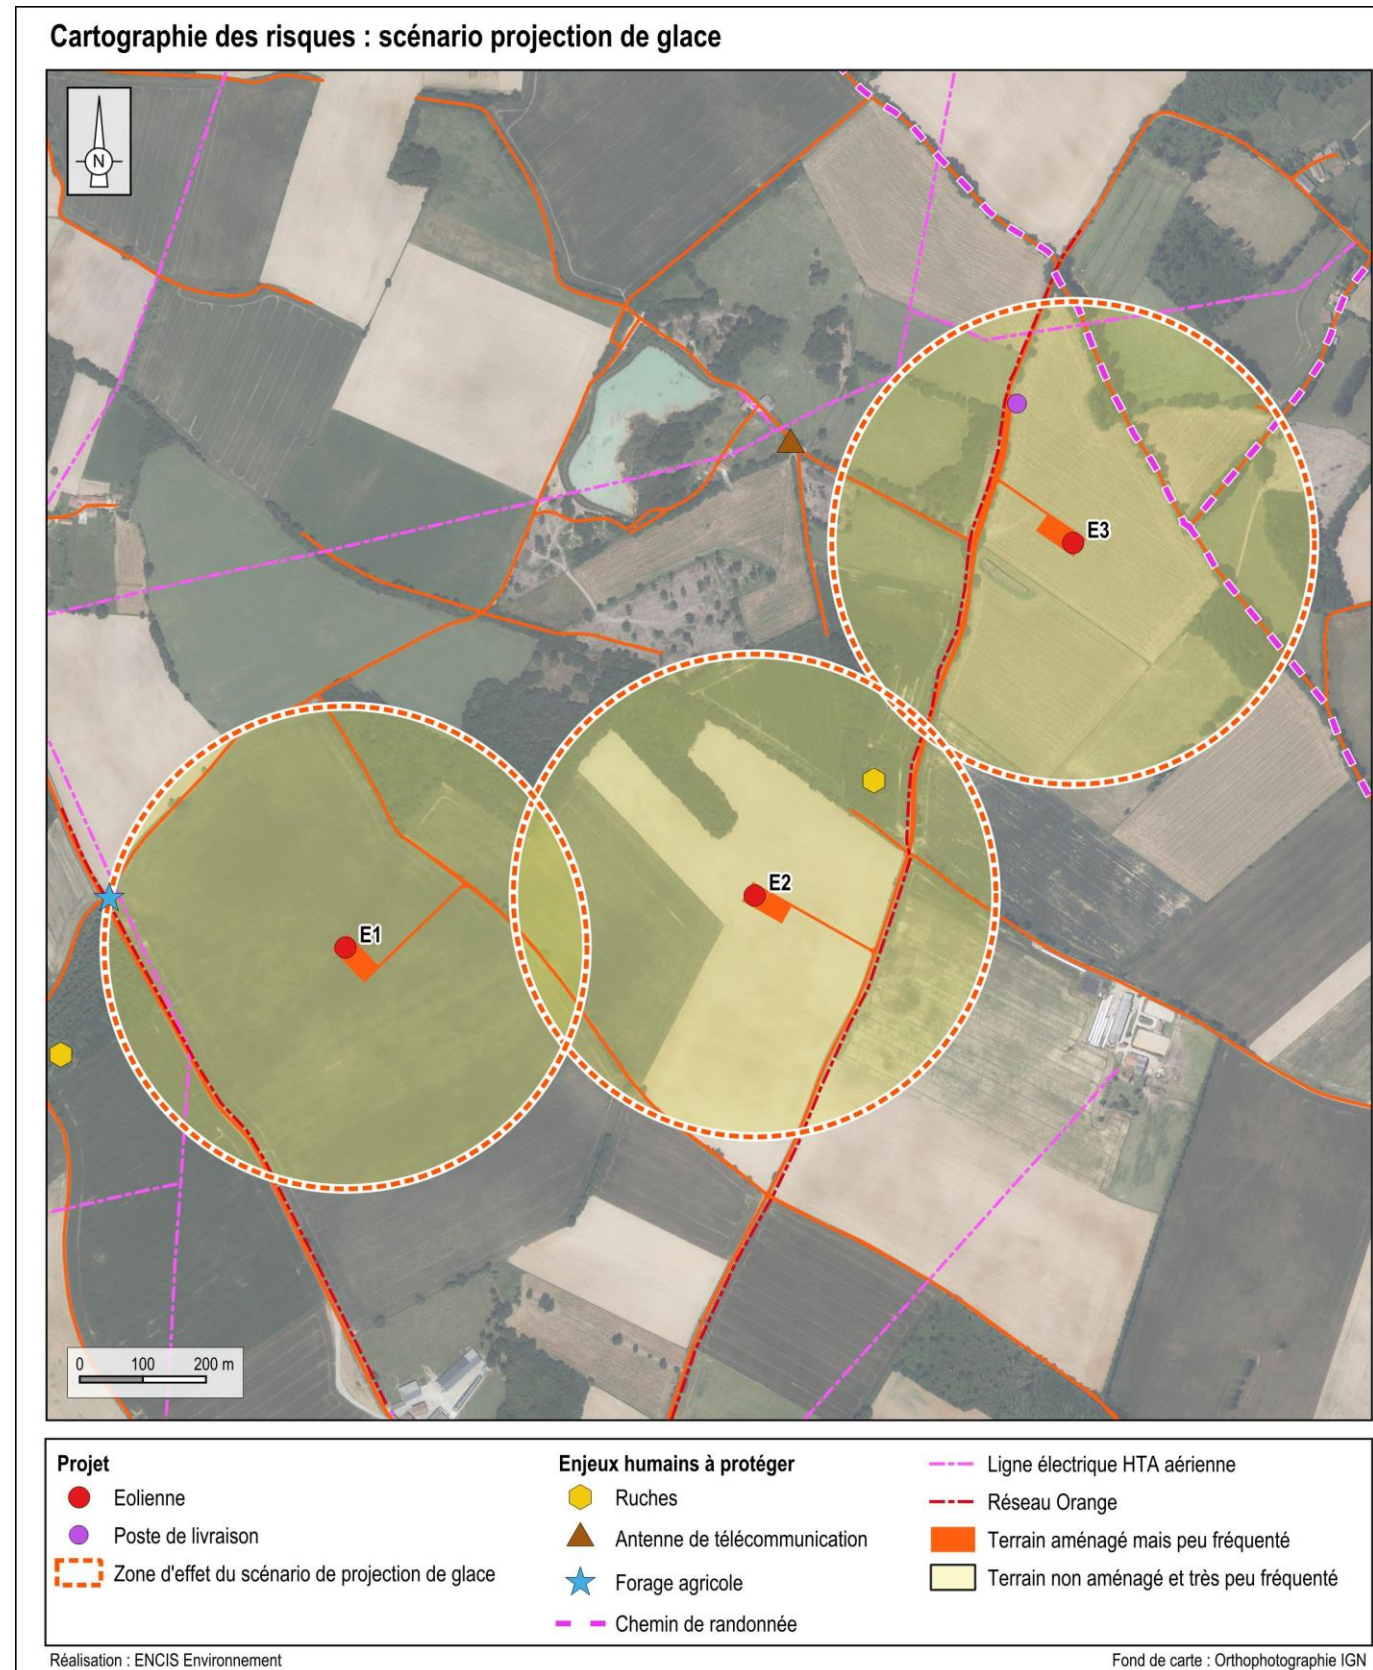 Cartographie des risques : scénario projection de glace
N
E3
E2
E1
0 100 200 m
Projet
Eolienne
Poste de livraison
Zone d'effet du scénario de projection de glace
Enjeux humains à protéger
Ruches
Antenne de télécommunication
Forage agricole
Chemin de randonnée
Ligne électrique HTA aérienne
Réseau Orange
Terrain aménagé mais peu fréquenté
Terrain non aménagé et très peu fréquenté
Réalisation : ENCIS Environnement
Fond de carte : Orthophotographie IGN